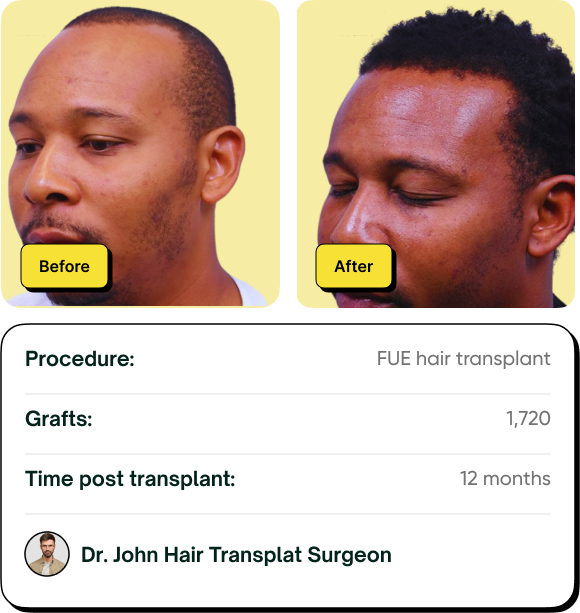 Before
After
Procedure: FUE hair transplant
Grafts: 1,720
Time post transplant: 12 months
Dr. John Hair Transplat Surgeon